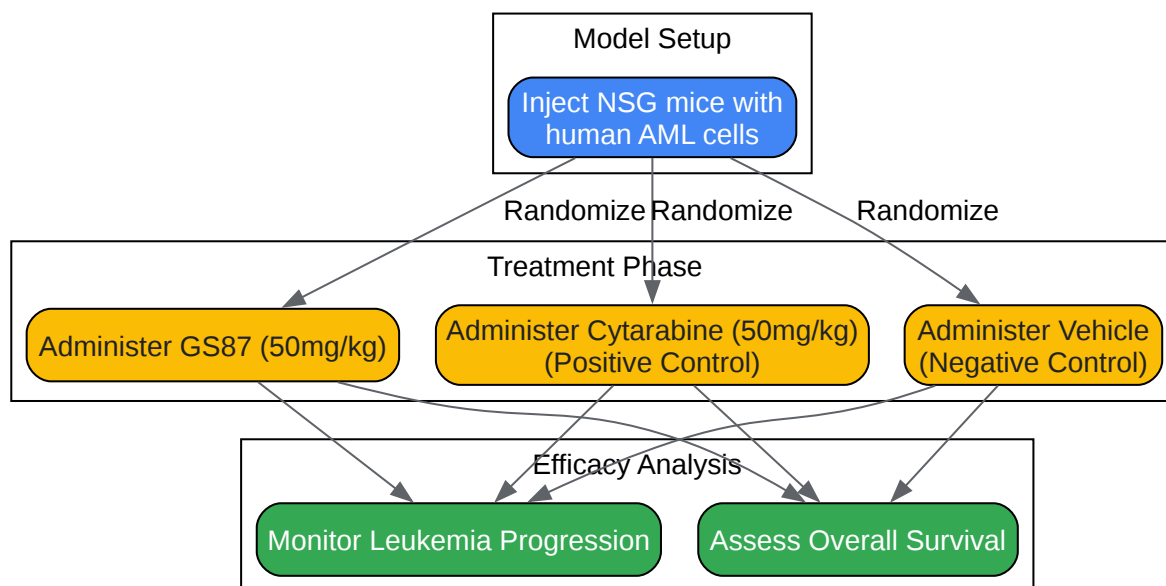 Model Setup
Inject NSG mice with
human AML cells
Randomize
Randomize
Randomize
Treatment Phase
Administer GS87 (50mg/kg)
Administer Cytarabine (50mg/kg)
(Positive Control)
Administer Vehicle
(Negative Control)
Efficacy Analysis
Monitor Leukemia Progression
Assess Overall Survival